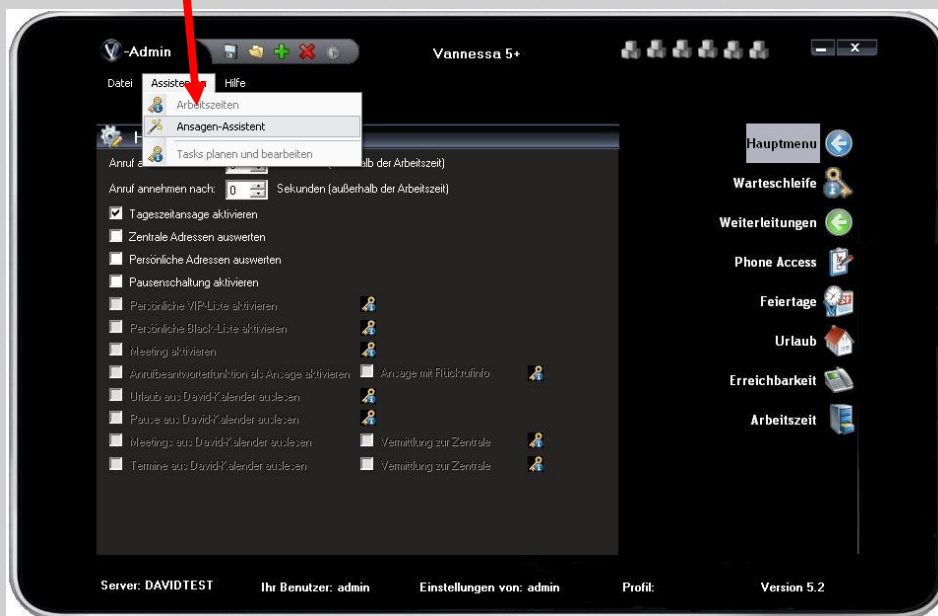 -Admin
Vannessa 5+
Datei Hilfe
Arbeitszeiten
Ansagen-Assistent
Tasks planen und bearbeiten
Anruf
der Arbeitszeit)
Anruf annehmen nach: 0 Sekunden (außerhalb der Arbeitszeit)
Tageszeitansage aktivieren
Zentrale Adressen auswerten
Persönliche Adressen auswerten
Pausenschaltung aktivieren
Persönliche VIP-Liste aktivieren
Persönliche Black-Liste aktivieren
Meeting aktivieren
Anrufbeantworterfunktion als Ansage aktivieren Ansage mit Rückrufinfo
Urlaub aus David-Kalender auslesen
Pause aus David-Kalender auslesen
Meetings aus David-Kalender auslesen Vermittlung zur Zentrale
Termine aus David-Kalender auslesen Vermittlung zur Zentrale
Hauptmenu
Warteschleife
Weiterleitungen
Phone Access
Feiertage
Urlaub
Erreichbarkeit
Arbeitszeit
Server: DAVIDTEST Ihr Benutzer: admin Einstellungen von: admin Profil: Version 5.2